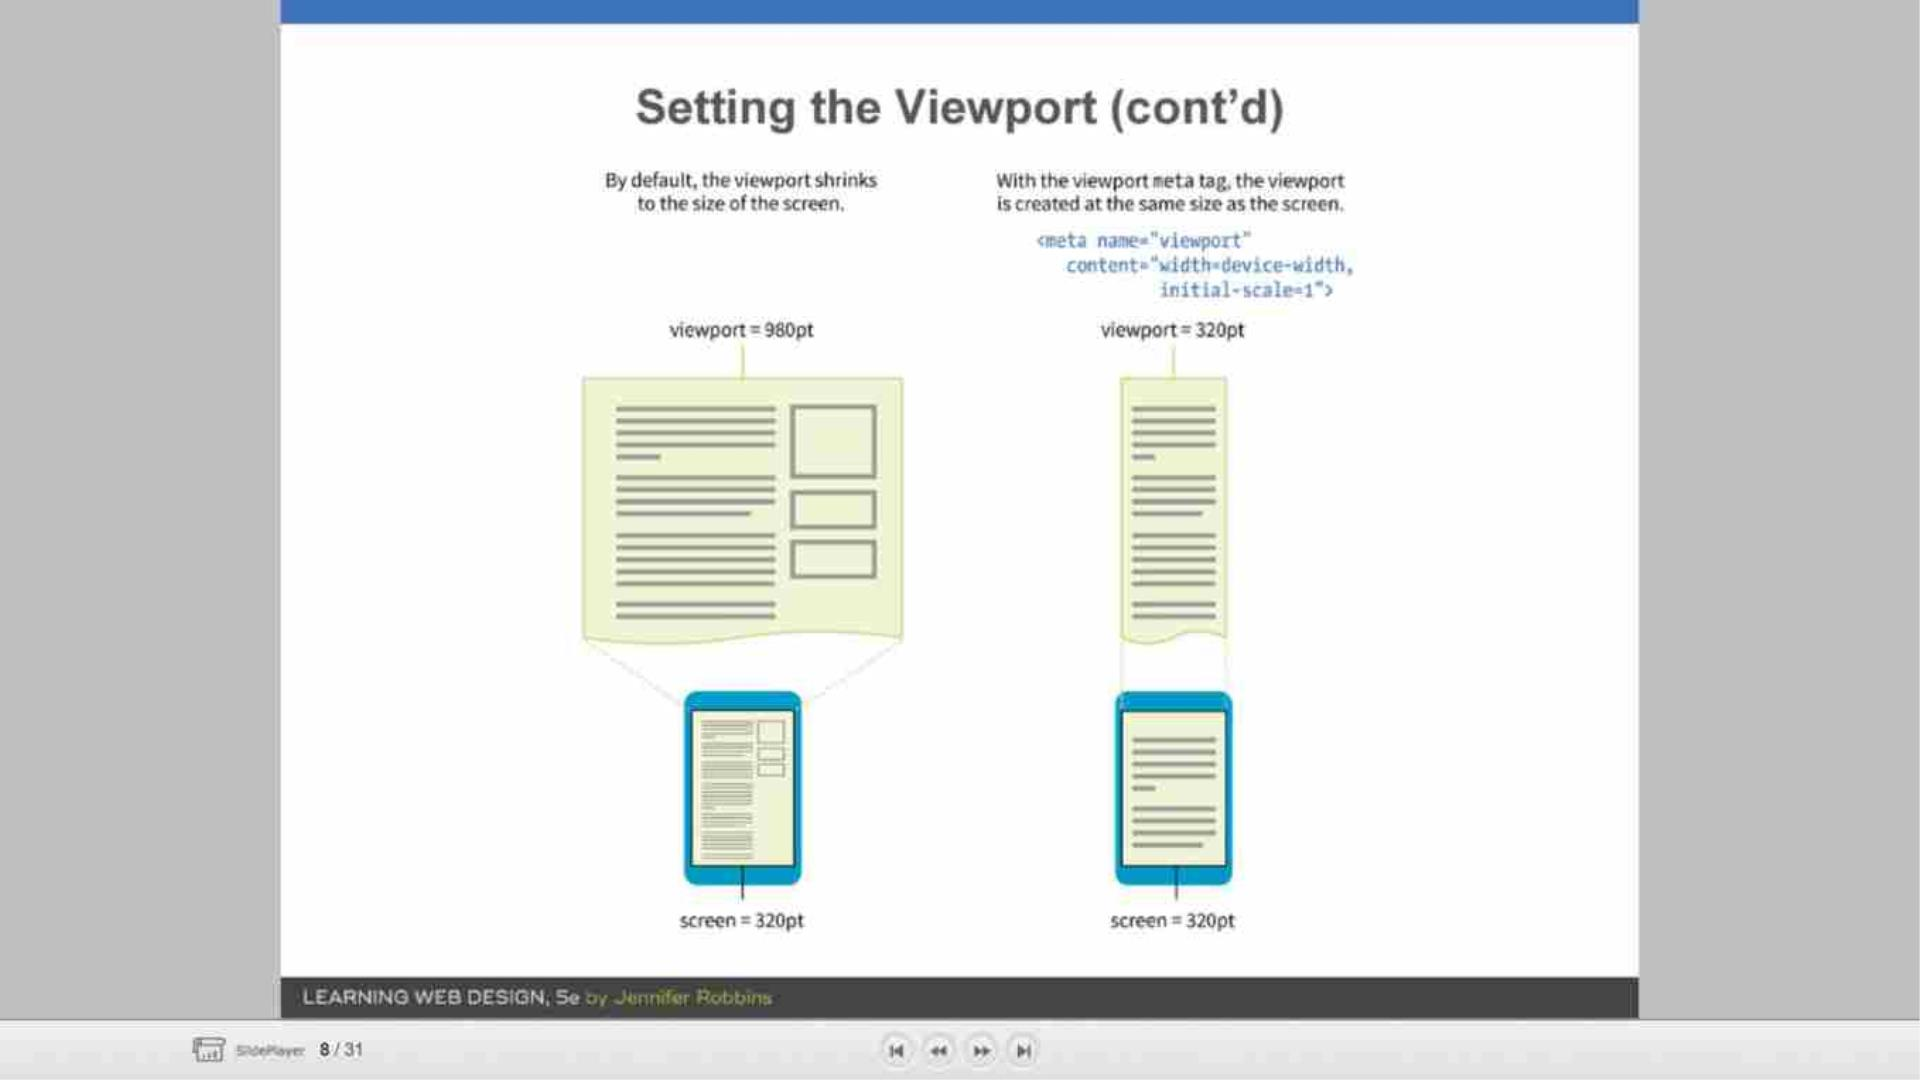 Setting the Viewport (cont’d)
By default, the viewport shrinks
to the size of the screen.
With the viewport meta tag, the viewport
is created at the same size as the screen.
<meta name="viewport"
content="width=device-width,
initial-scale=1">
viewport = 980pt
viewport = 320pt
screen = 320pt
screen = 320pt
LEARNING WEB DESIGN, 5e by Jennifer Robbins
SlidePlayer 8 / 31